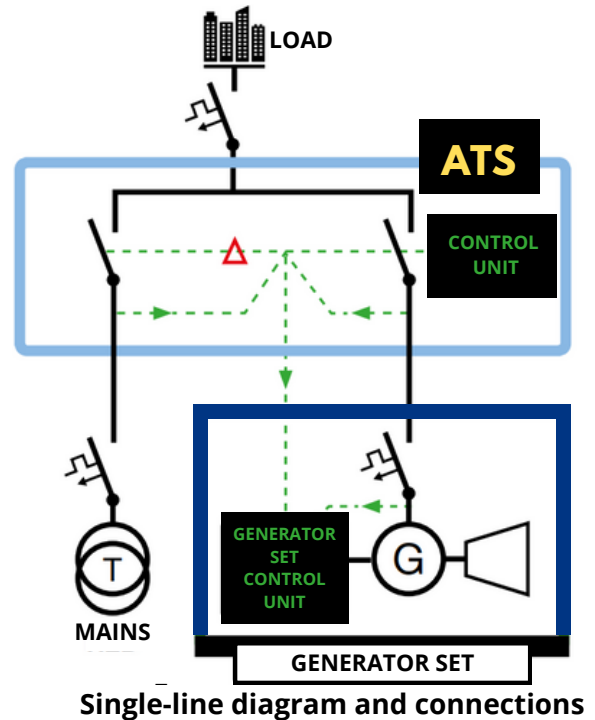 LOAD
ATS
CONTROL
UNIT
GENERATOR
SET
CONTROL
UNIT
G
T
MAINS
GENERATOR SET
Single-line diagram and connections